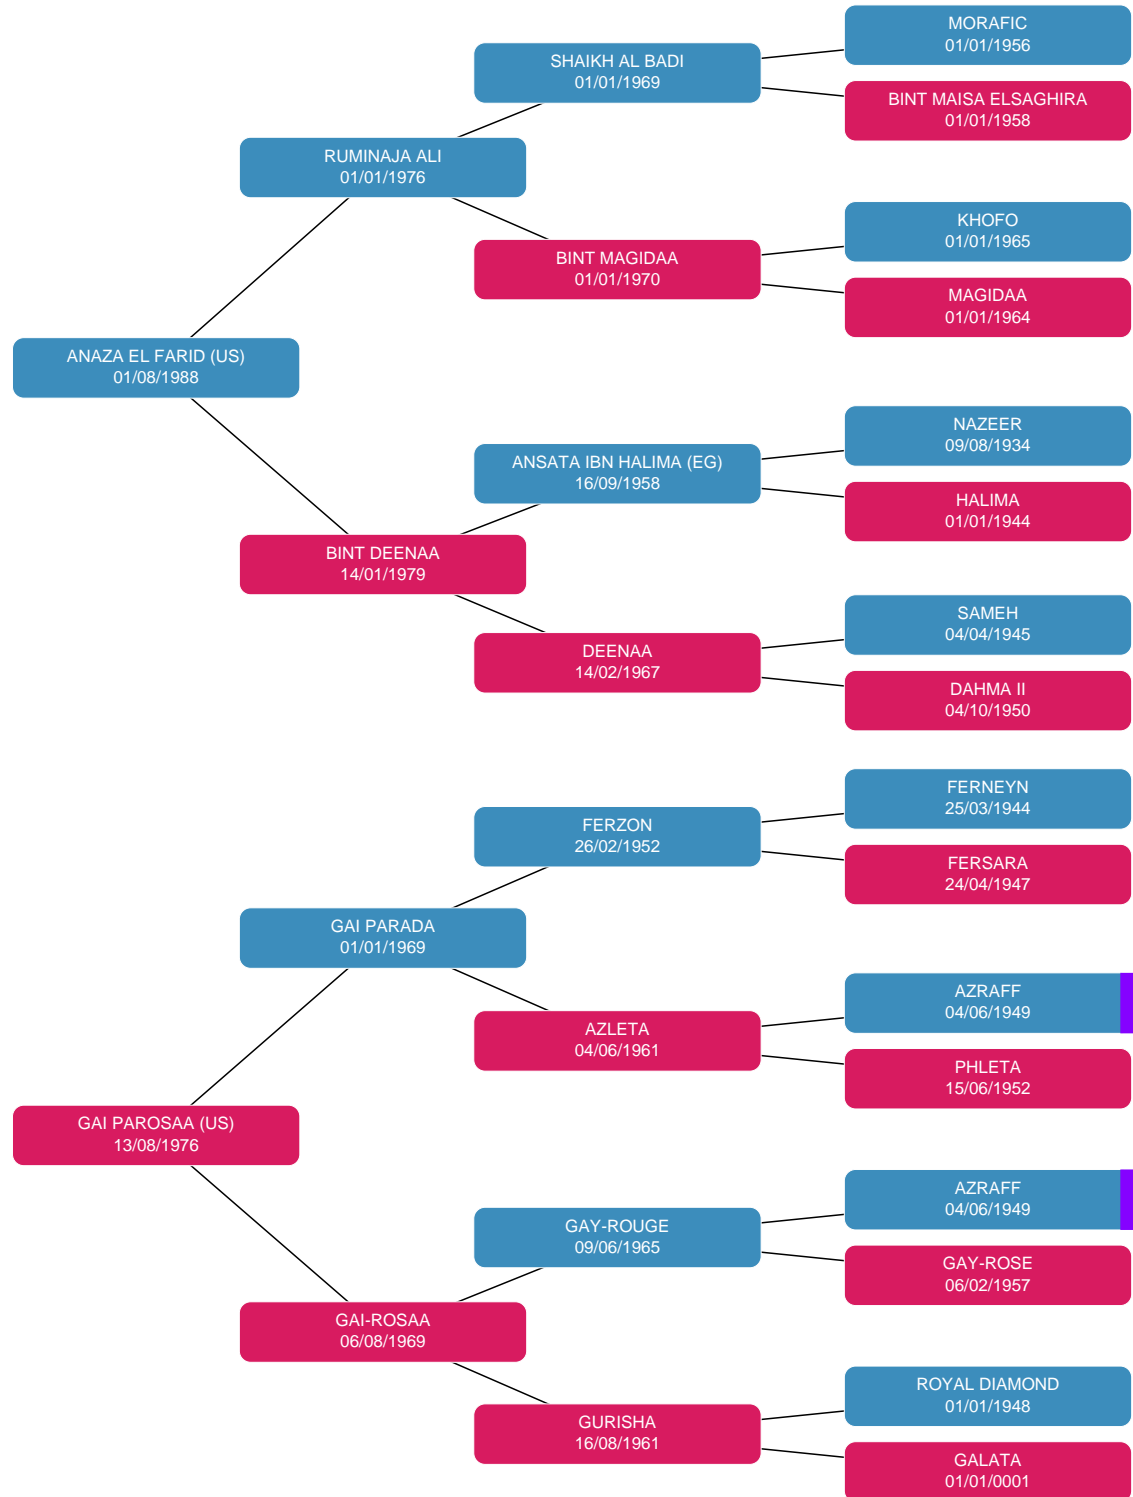 MORAFIC
01/01/1956
SHAIKH AL BADI
01/01/1969
BINT MAISA ELSAGHIRA
01/01/1958
RUMINAJA ALI
01/01/1976
KHOFO
01/01/1965
BINT MAGIDAA
01/01/1970
MAGIDAA
01/01/1964
ANAZA EL FARID (US)
01/08/1988
NAZEER
09/08/1934
ANSATA IBN HALIMA (EG)
16/09/1958
HALIMA
01/01/1944
BINT DEENAA
14/01/1979
SAMEH
04/04/1945
DEENAA
14/02/1967
DAHMA II
04/10/1950
FERNEYN
25/03/1944
FERZON
26/02/1952
FERSARA
24/04/1947
GAI PARADA
01/01/1969
AZRAFF
04/06/1949
AZLETA
04/06/1961
PHLETA
15/06/1952
GAI PAROSAA (US)
13/08/1976
AZRAFF
04/06/1949
GAY-ROUGE
09/06/1965
GAY-ROSE
06/02/1957
GAI-ROSAA
06/08/1969
ROYAL DIAMOND
01/01/1948
GURISHA
16/08/1961
GALATA
01/01/0001